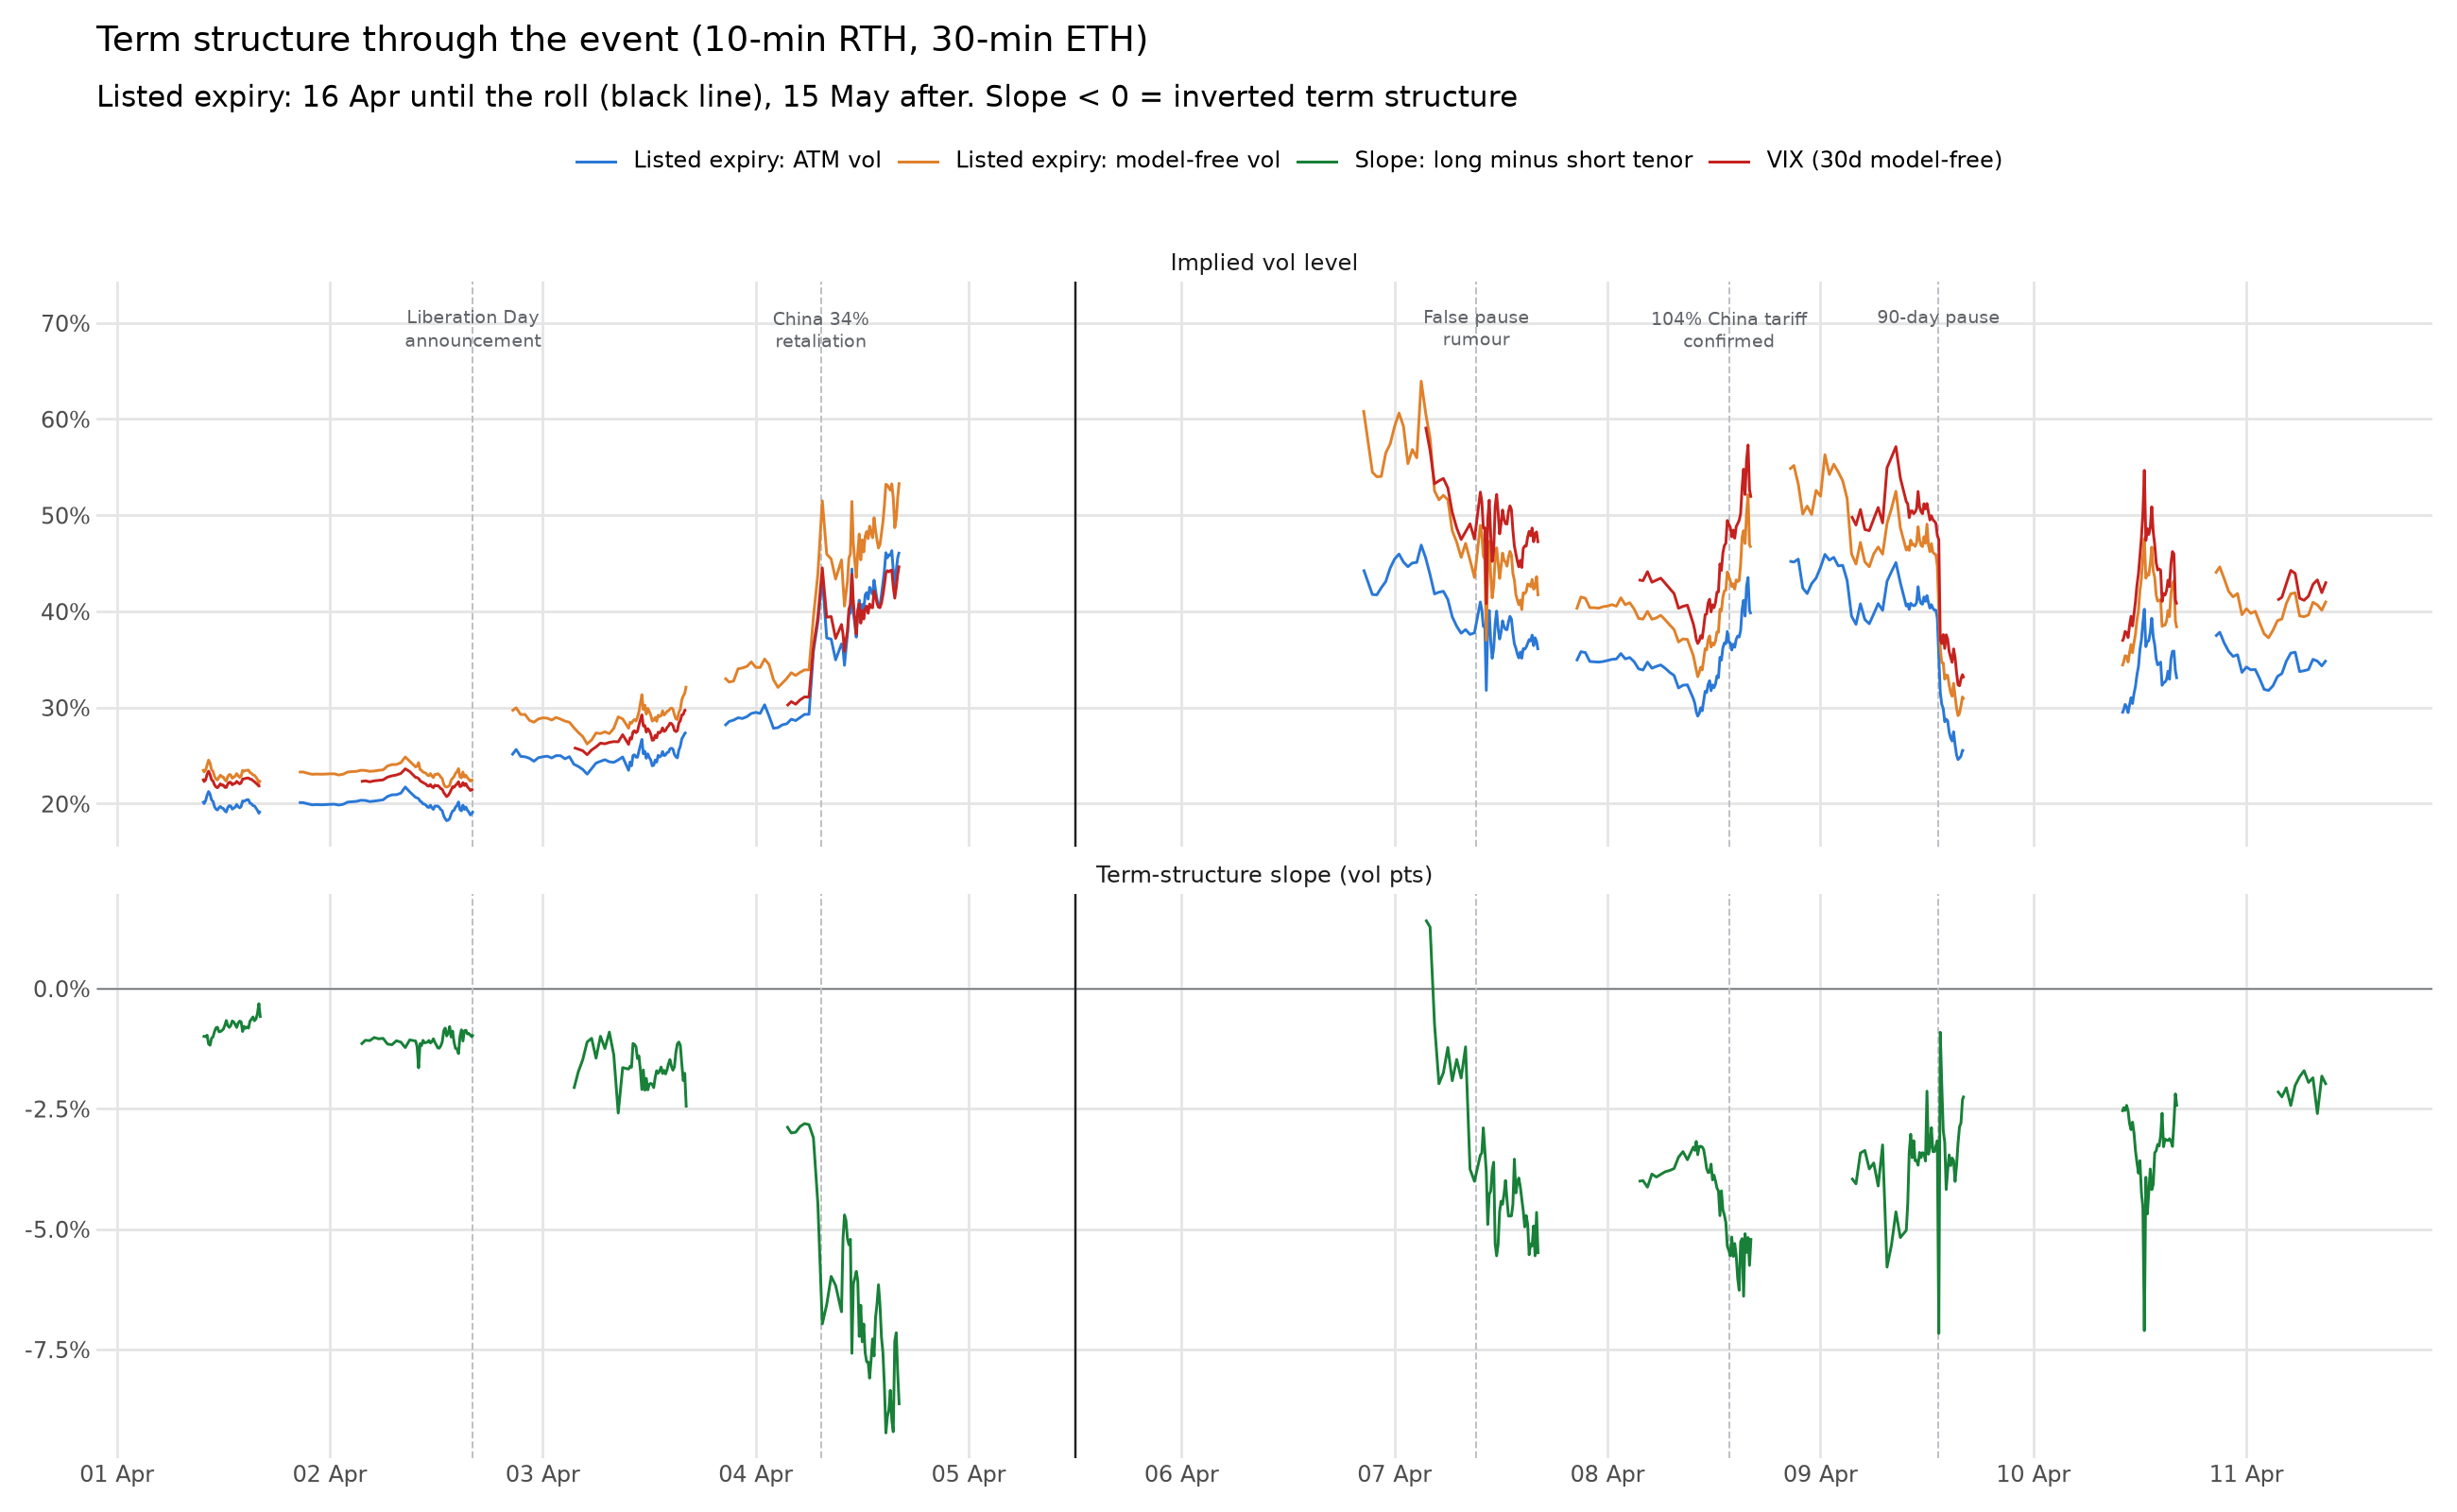 Term structure through the event (10-min RTH, 30-min ETH)
Listed expiry: 16 Apr until the roll (black line), 15 May after. Slope < 0 = inverted term structure
Listed expiry: ATM vol
Listed expiry: model-free vol
Slope: long minus short tenor
VIX (30d model-free)
Implied vol level
70%
60%
50%
40%
30%
20%
Liberation Day
announcement
China 34%
retaliation
False pause
rumour
104% China tariff
confirmed
90-day pause
Term-structure slope (vol pts)
0.0%
-2.5%
-5.0%
-7.5%
01 Apr
02 Apr
03 Apr
04 Apr
05 Apr
06 Apr
07 Apr
08 Apr
09 Apr
10 Apr
11 Apr